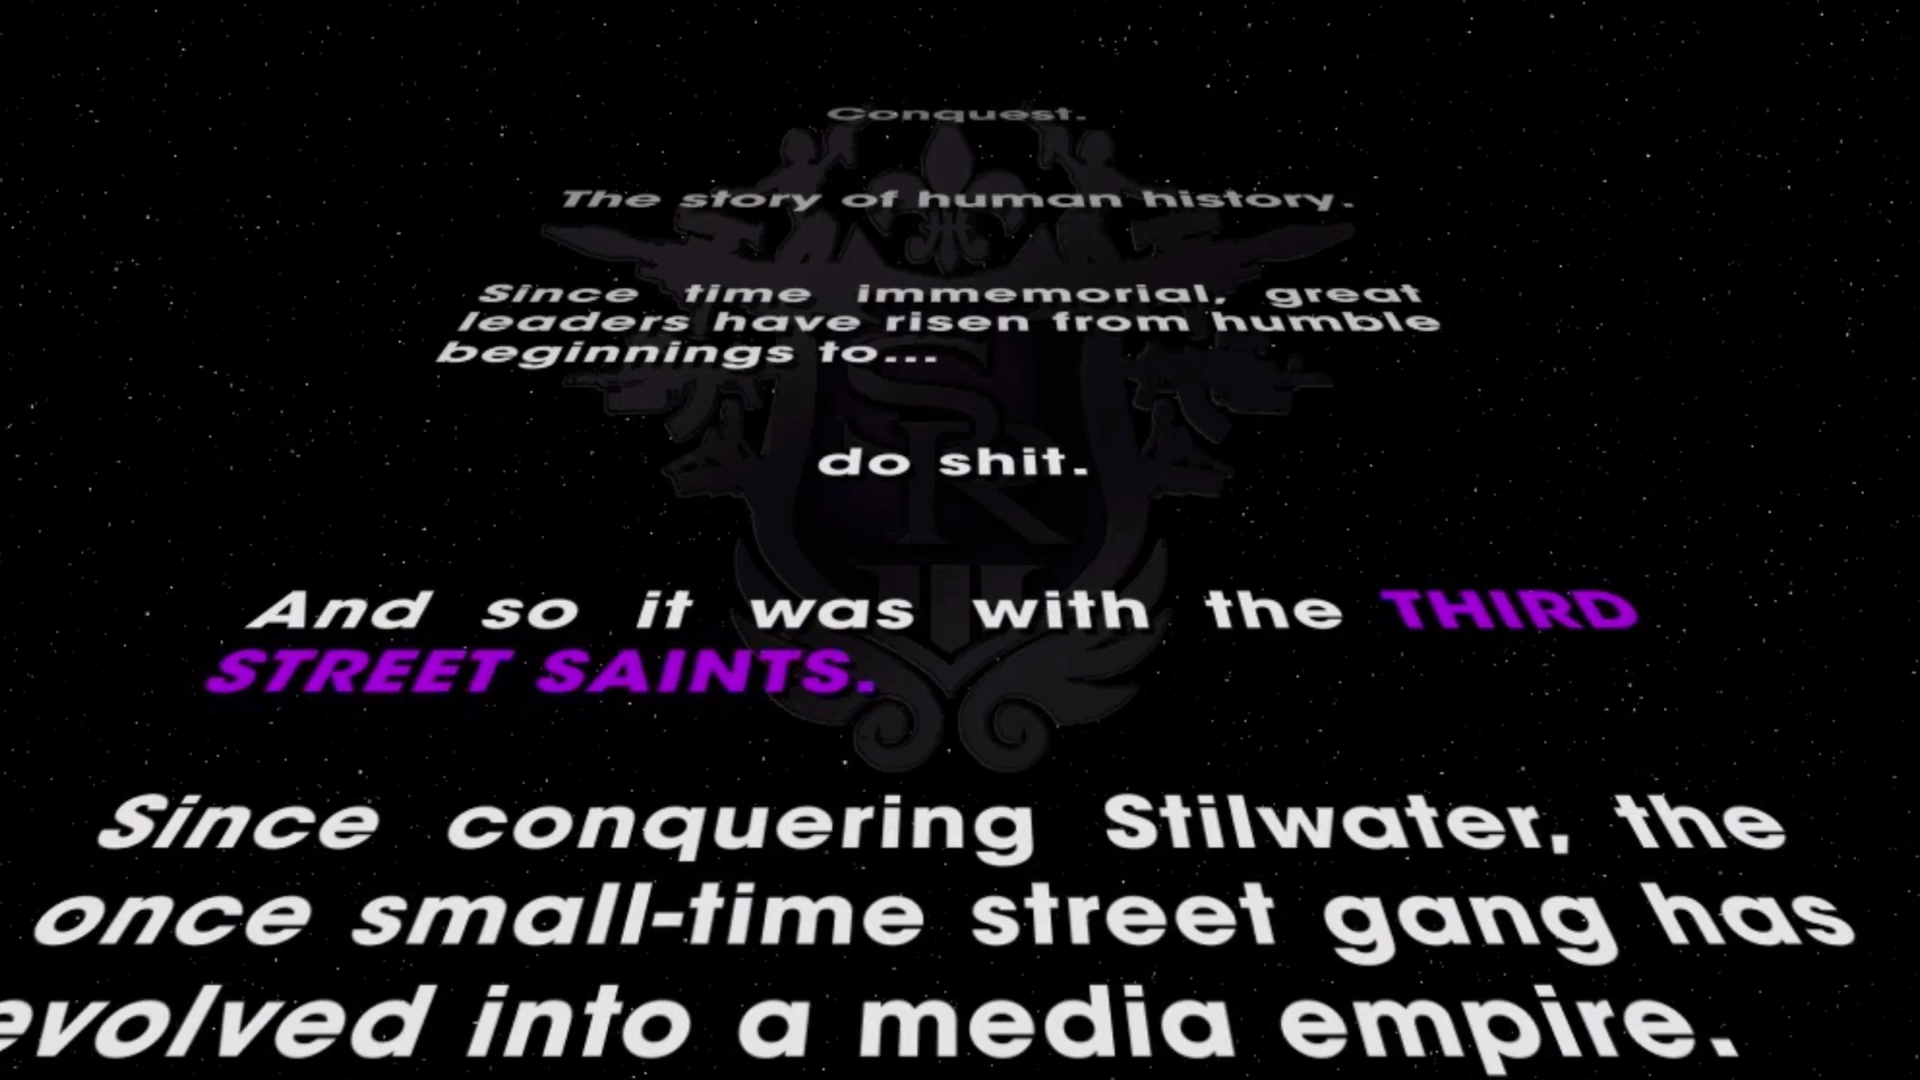 Conquest.
The story of human history.
Since time immemorial, great
leaders have risen from humble
beginnings to...
do shit.
And so it was with the THIRD
STREET SAINTS.
Since conquering Stilwater, the
once small-time street gang has
evolved into a media empire.
SR
III